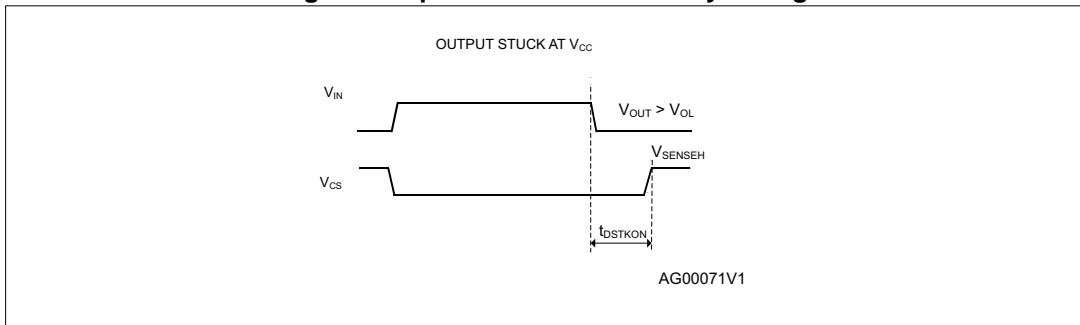 OUTPUT STUCK AT VCC
VIN
VOUT > VOL
VSENSEH
VCS
tDSTKON
AG00071V1